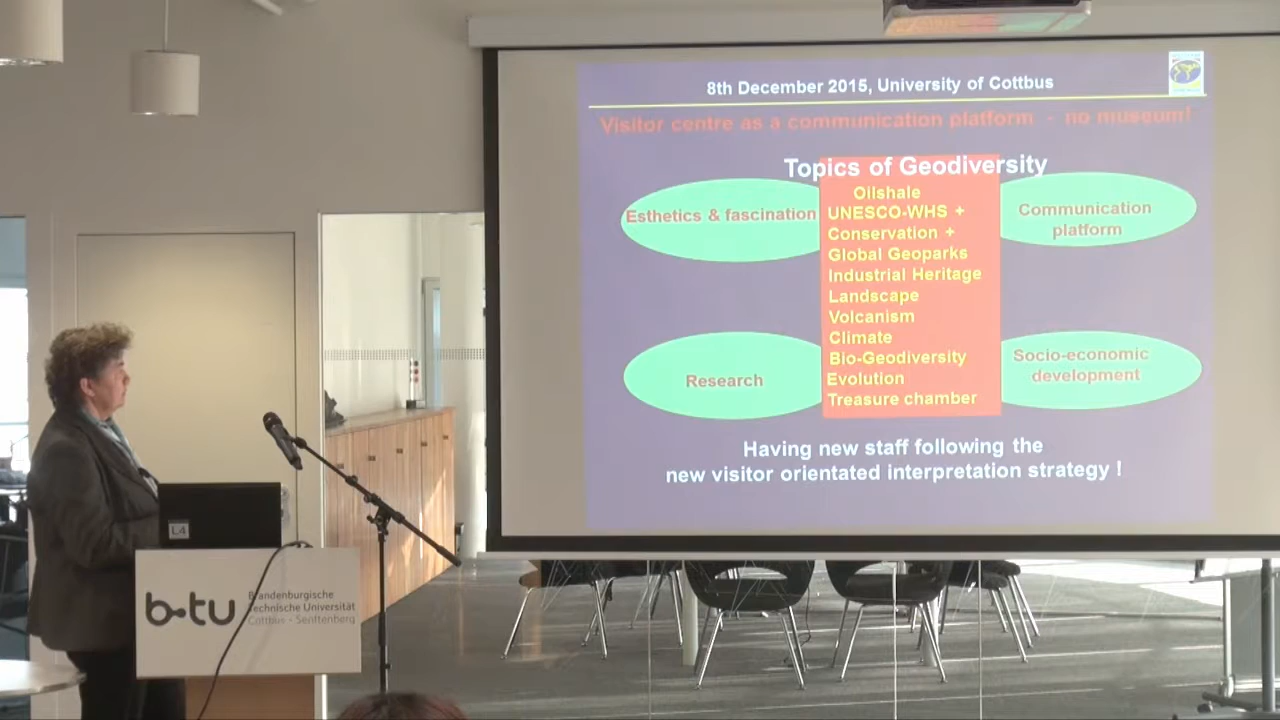 8th December 2015, University of Cottbus
Visitor centre as a communication platform - no museum!
Topics of Geodiversity
Esthetics & fascination
Oilshale
UNESCO-WHS +
Conservation +
Global Geoparks
Industrial Heritage
Landscape
Volcanism
Climate
Bio-Geodiversity
Evolution
Treasure chamber
Communication
platform
Research
Socio-economic
development
Having new staff following the
new visitor orientated interpretation strategy !
L4
b-tu
Brandenburgische
Technische Universität
Cottbus - Senftenberg